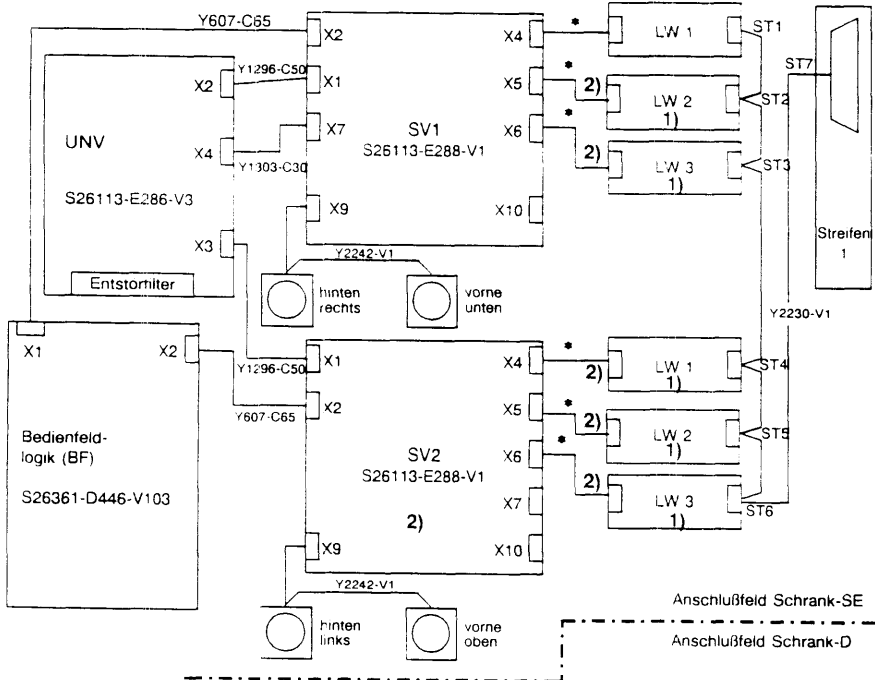 Y607-C65
X2
X4
*
LW 1
ST1
ST7
X2
Y1296-C50
X1
X5
*
2)
LW 2
1)
ST2
UNV
X4
Y1303-C30
X7
SV1
S26113-E288-V1
X6
*
2)
LW 3
1)
ST3
S26113-E286-V3
X9
X10
X3
Streifen
1
Entstorfilter
Y2242-V1
hinten
rechts
vorne
unten
Y2230-V1
X1
X2
Y1296-C50
X1
X4
*
2)
LW 1
1)
ST4
Y607-C65
X2
X5
*
2)
LW 2
1)
ST5
Bedienfeld-
logik (BF)
SV2
S26113-E288-V1
X6
*
2)
LW 3
1)
ST6
S26361-D446-V103
2)
X7
X9
X10
Y2242-V1
hinten
links
vorne
oben
Anschlußfeld Schrank-SE
Anschlußfeld Schrank-D